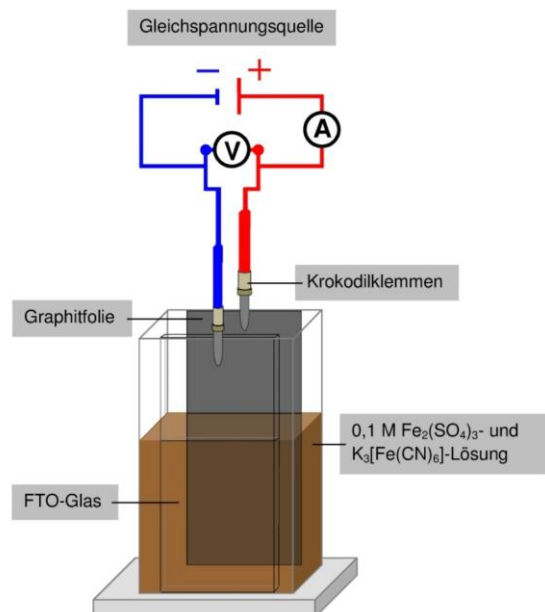 Gleichspannungsquelle
− +
A
V
Krokodilklemmen
Graphitfolie
0,1 M Fe₂(SO₄)₃- und
K₃[Fe(CN)₆]-Lösung
FTO-Glas